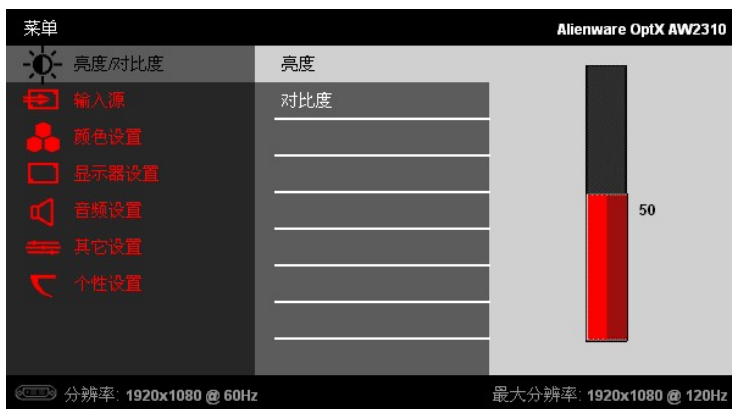 菜单 Alienware OptX AW2310
亮度/对比度 亮度
输入源 对比度
颜色设置
显示器设置
音频设置 50
其它设置
个性设置
分辨率: 1920x1080 @ 60Hz 最大分辨率: 1920x1080 @ 120Hz